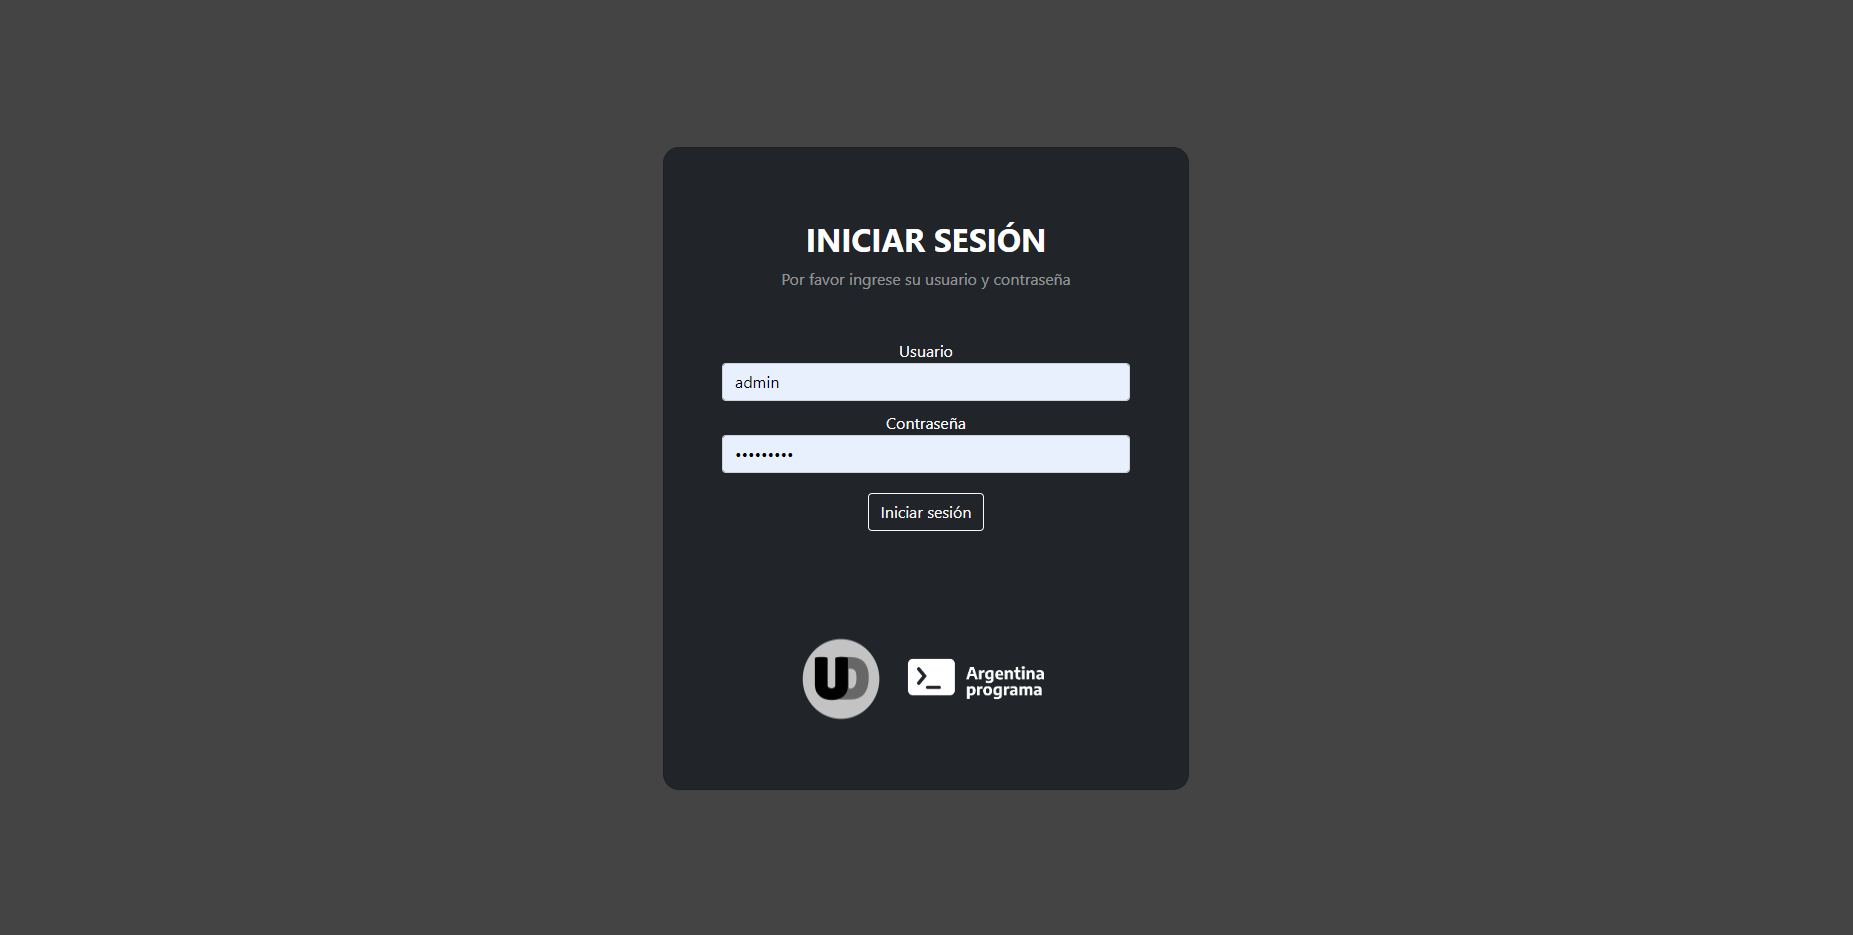 INICIAR SESIÓN
Por favor ingrese su usuario y contraseña
Usuario
admin
Contraseña
•••••••••
Iniciar sesión
UD
Argentina
programa